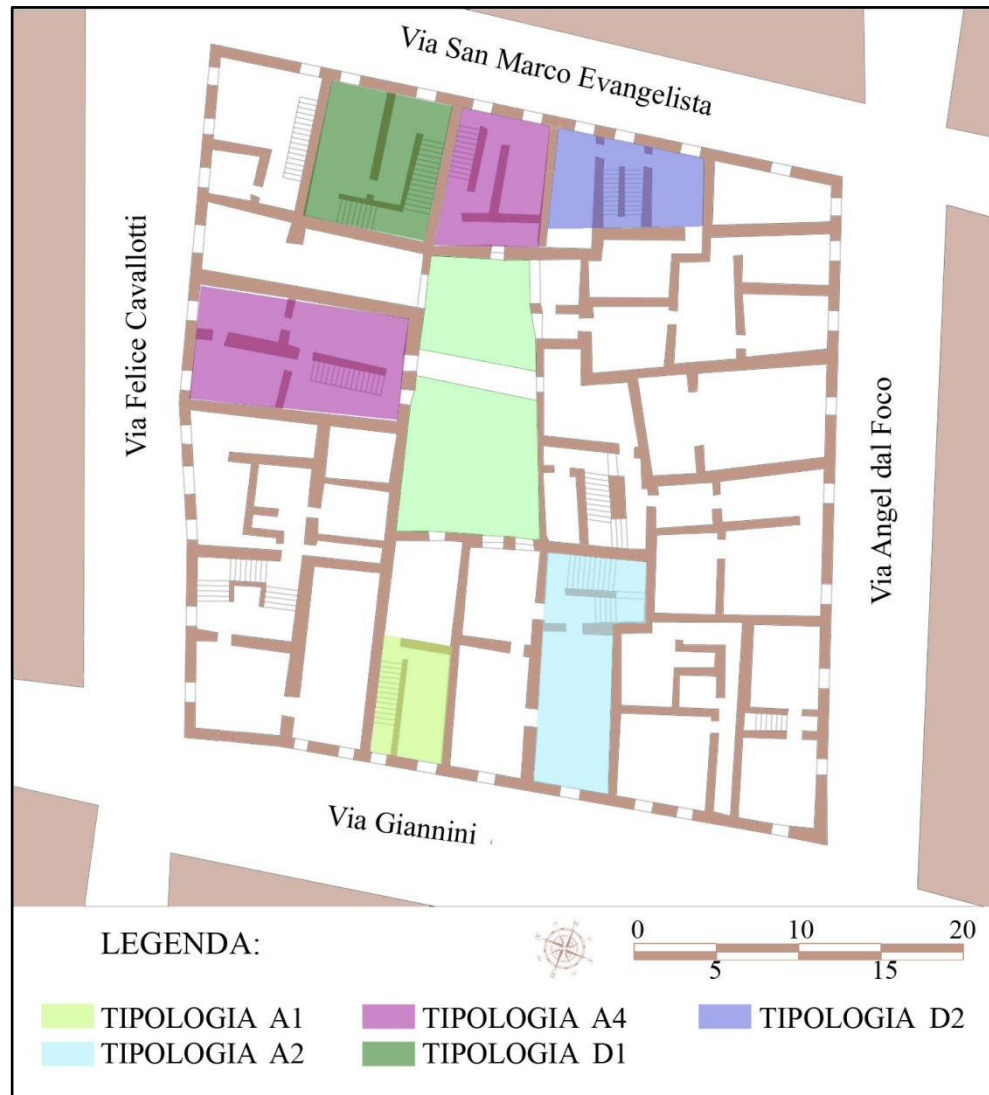 Via San Marco Evangelista
Via Felice Cavallotti
Via Angel dal Foco
Via Giannini
LEGENDA:
0 10 20
5 15
TIPOLOGIA A1
TIPOLOGIA A4
TIPOLOGIA D2
TIPOLOGIA A2
TIPOLOGIA D1